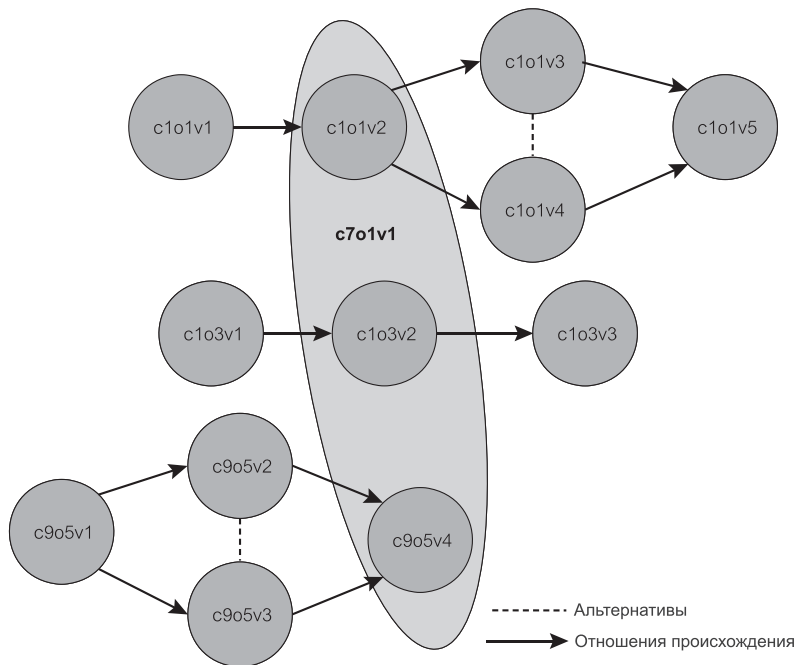 c1o1v3
c1o1v1
c1o1v2
c1o1v5
c1o1v4
c7o1v1
c1o3v1
c1o3v2
c1o3v3
c9o5v2
c9o5v1
c9o5v4
c9o5v3
Альтернативы
Отношения происхождения